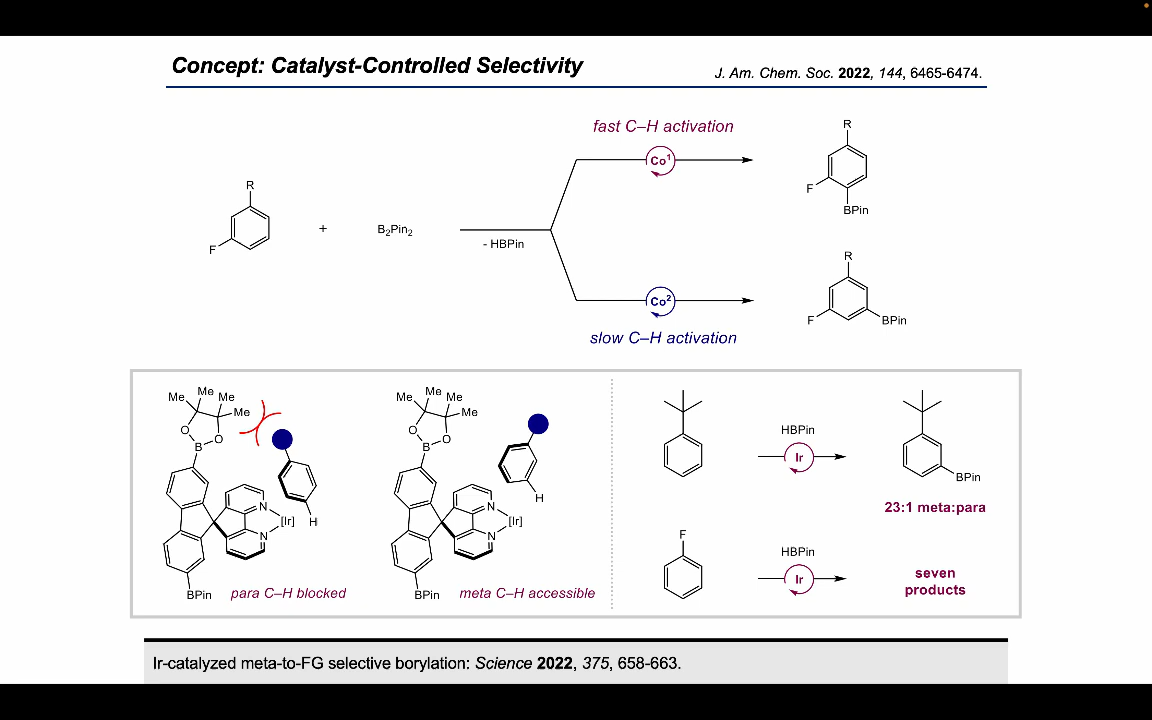 Concept: Catalyst-Controlled Selectivity
J. Am. Chem. Soc. 2022, 144, 6465-6474.
fast C–H activation
Co¹
R
F
BPin
R
F
+
B₂Pin₂
- HBPin
R
F
BPin
Co²
slow C–H activation
Me
Me
Me
Me
O
O
B
N
N
[Ir]
H
BPin
para C–H blocked
Me
Me
Me
Me
O
O
B
H
N
N
[Ir]
BPin
meta C–H accessible
HBPin
Ir
BPin
23:1 meta:para
F
HBPin
Ir
seven
products
Ir-catalyzed meta-to-FG selective borylation: Science 2022, 375, 658-663.